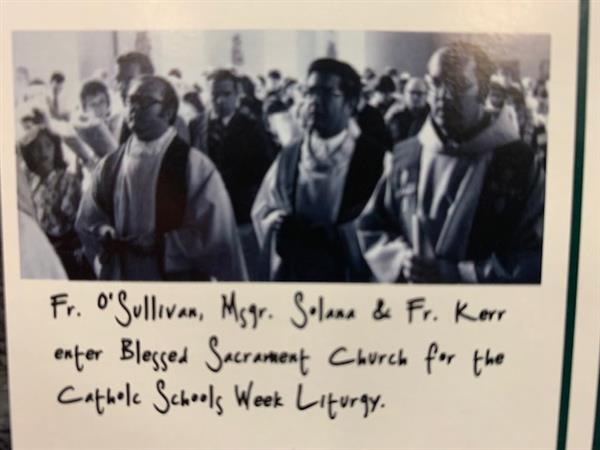 Fr. O'Sullivan, Msgr. Solana & Fr. Kerr
enter Blessed Sacrament Church for the
Catholc Schools Week Liturgy.